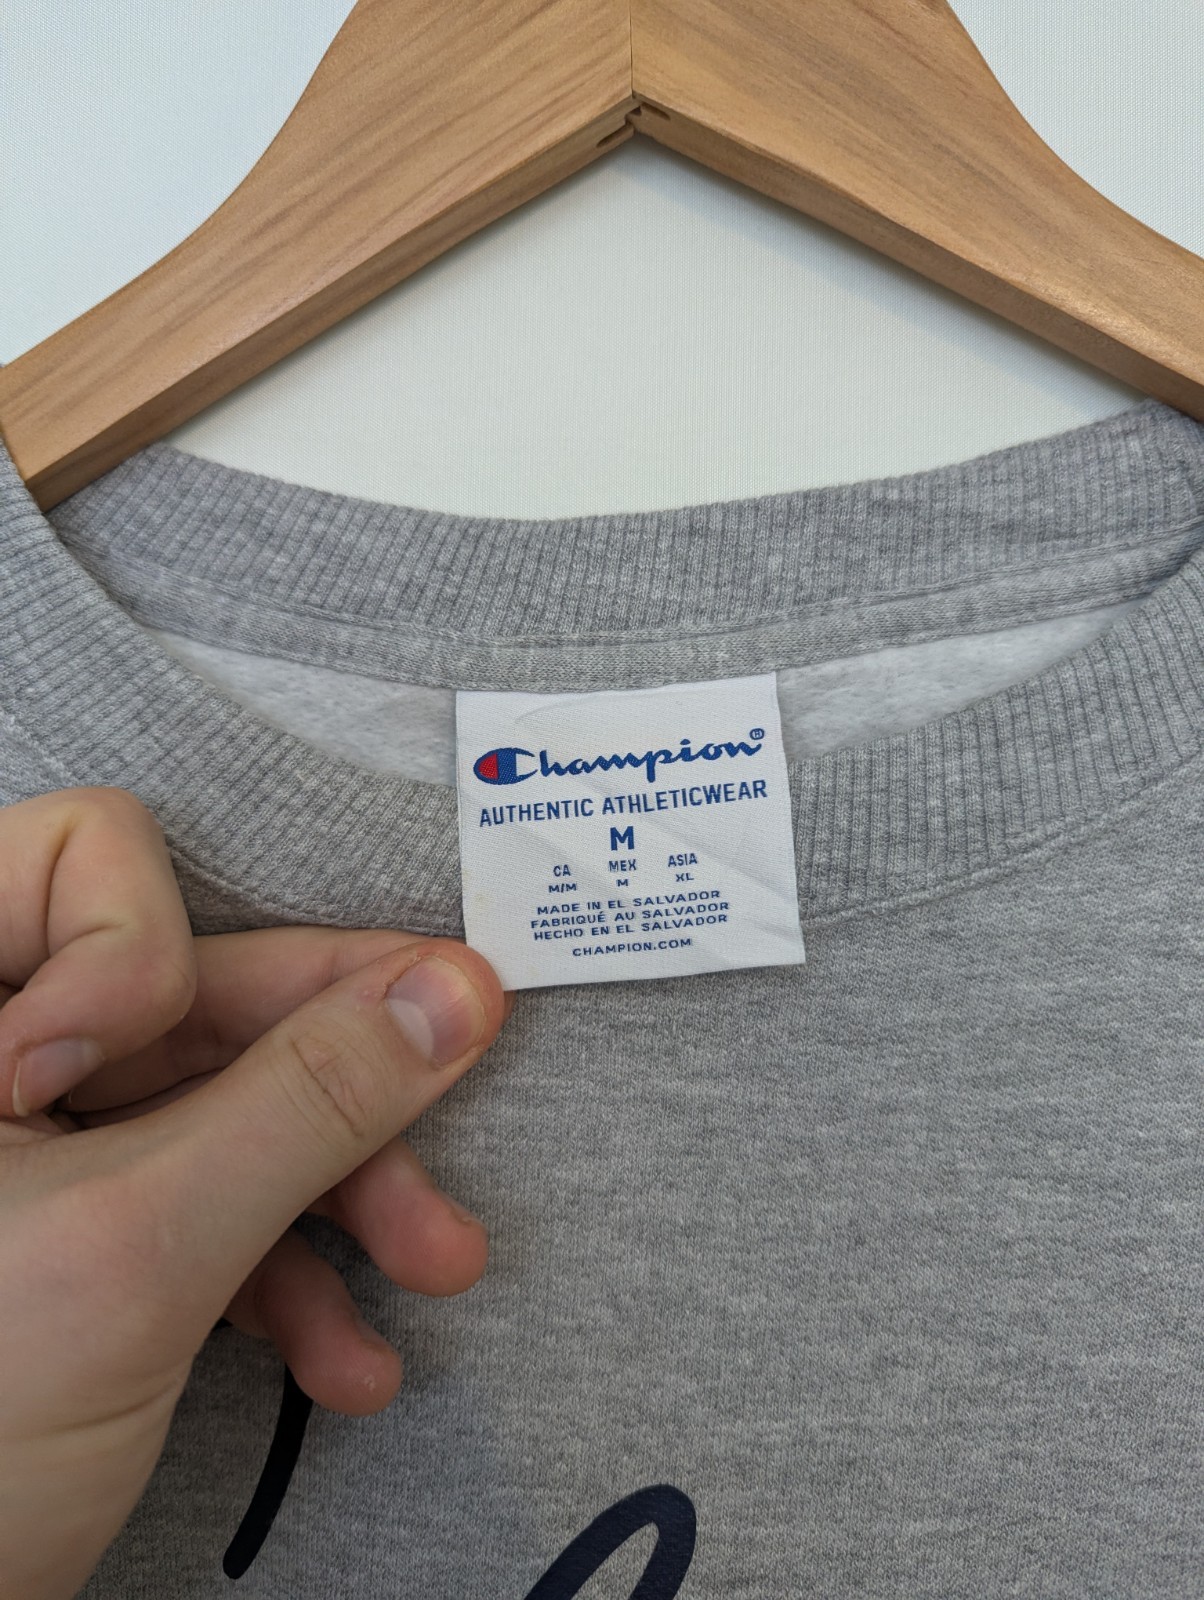 Champion®
AUTHENTIC ATHLETICWEAR
M
CA MEX ASIA
M/M M XL
MADE IN EL SALVADOR
FABRIQUÉ AU SALVADOR
HECHO EN EL SALVADOR
CHAMPION.COM